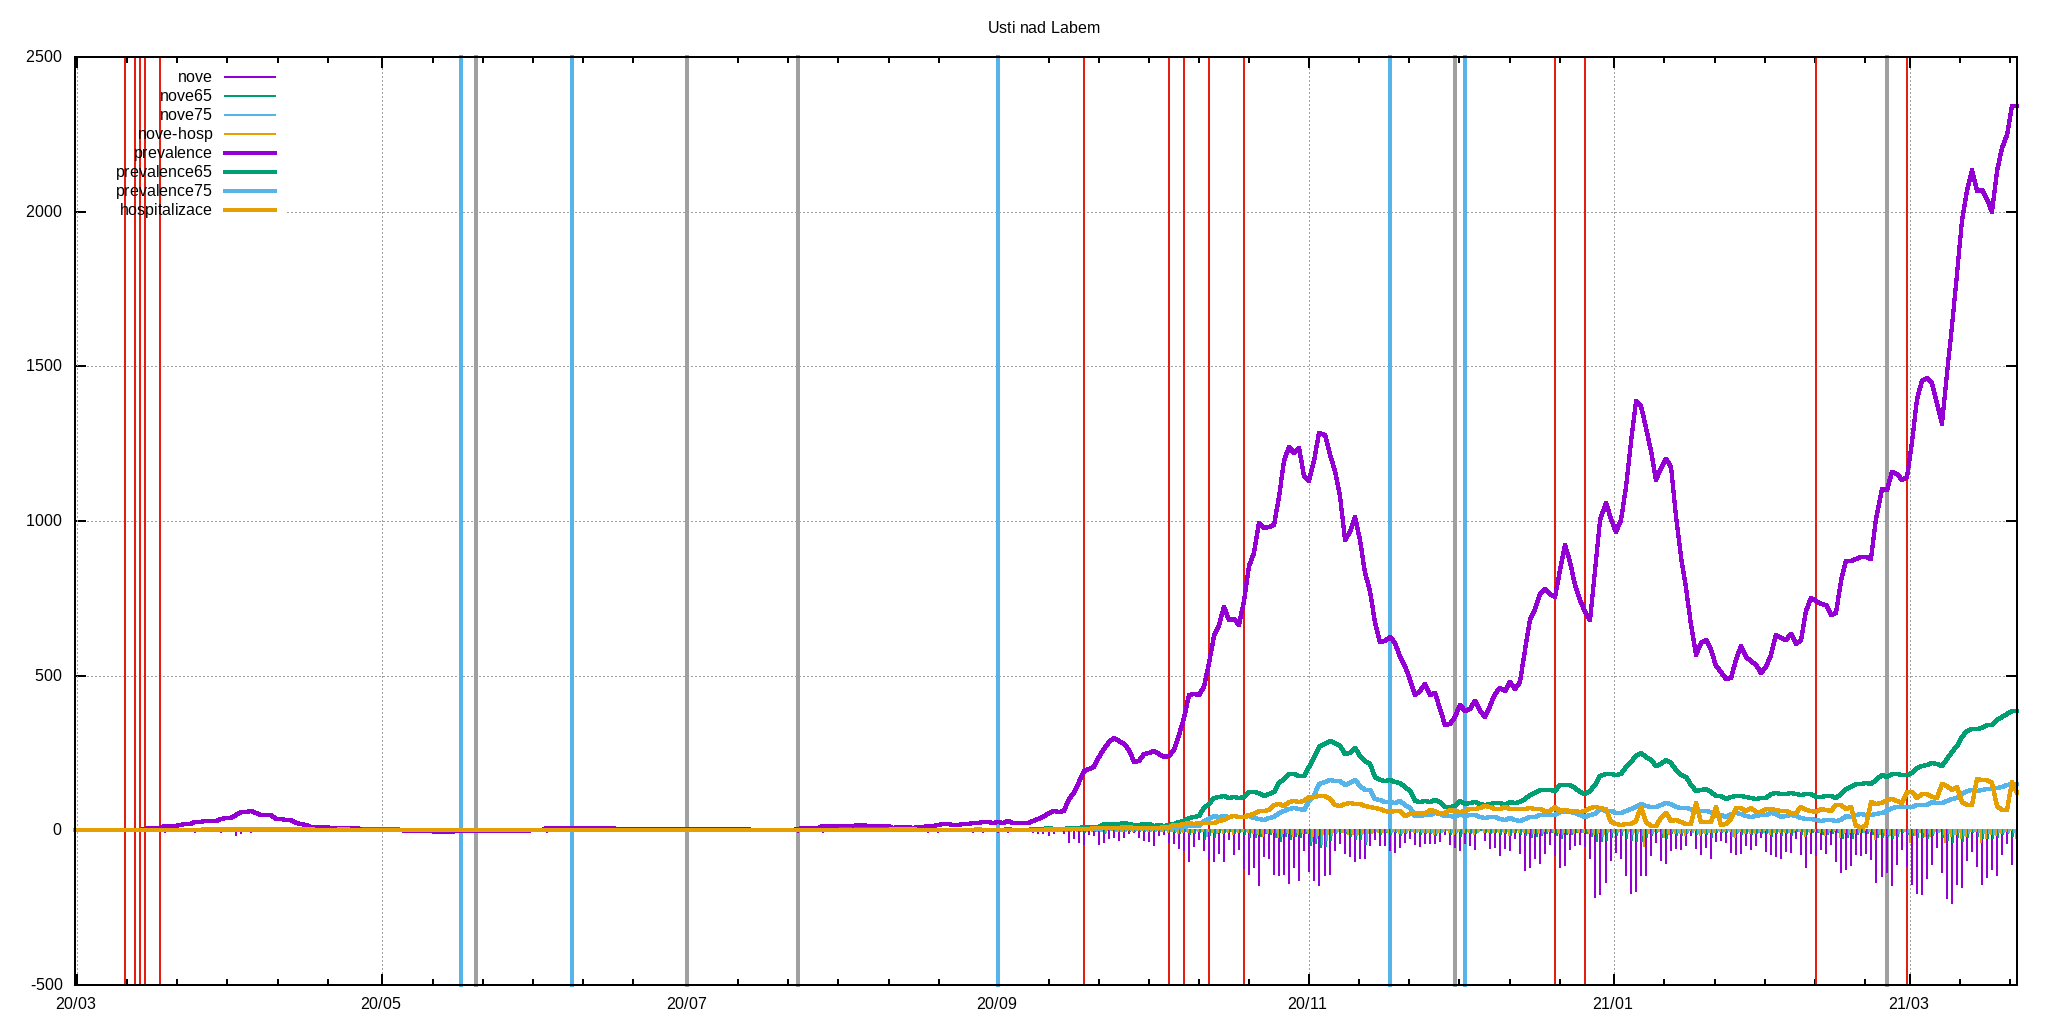 Usti nad Labem
2500
2000
1500
1000
500
0
-500
nove
nove65
nove75
nove-hosp
prevalence
prevalence65
prevalence75
hospitalizace
20/03 20/05 20/07 20/09 20/11 21/01 21/03